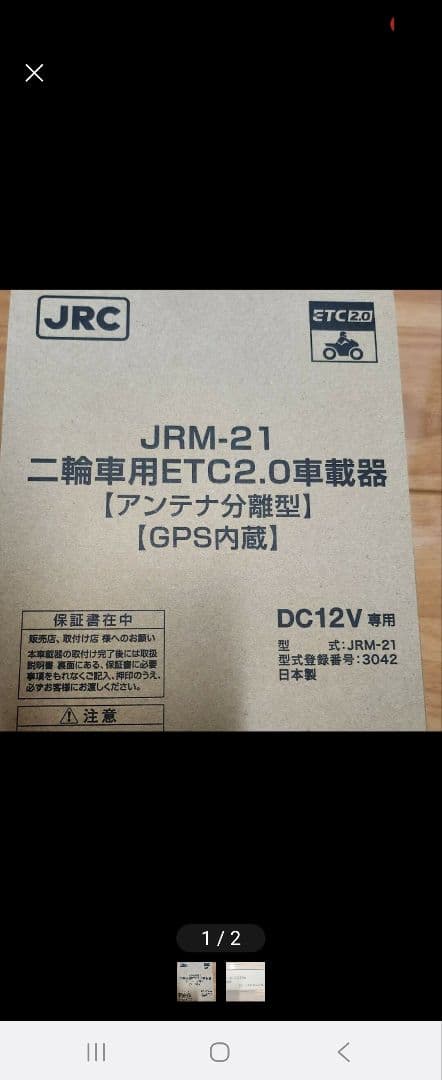 JRC
ETC2.0
JRM-21
二輪車用ETC2.0車載器
【アンテナ分離型】
【GPS内蔵】
保証書在中
販売店、取付け店 様へのお願い
本車載器の取付け完了後には取扱
説明書 裏面にある、保証書に必要
事項をもれなくご記入、押印のうえ、
必ずお客様にお渡しください。
⚠注意
DC12V 専用
型　　式:JRM-21
型式登録番号:3042
日本製
1 / 2